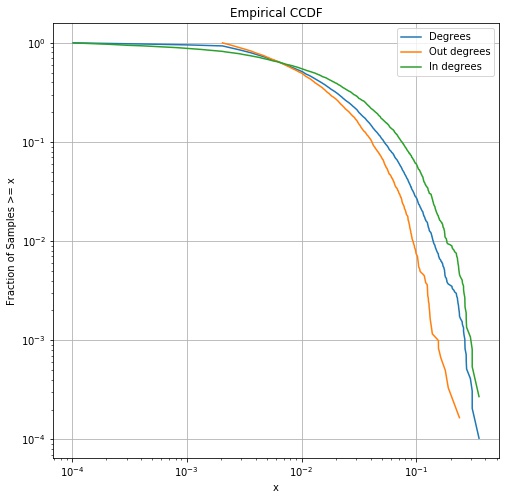 Empirical CCDF
Degrees
Out degrees
In degrees
10⁰
10⁻¹
10⁻²
10⁻³
10⁻⁴
Fraction of Samples >= x
10⁻⁴
10⁻³
10⁻²
10⁻¹
x